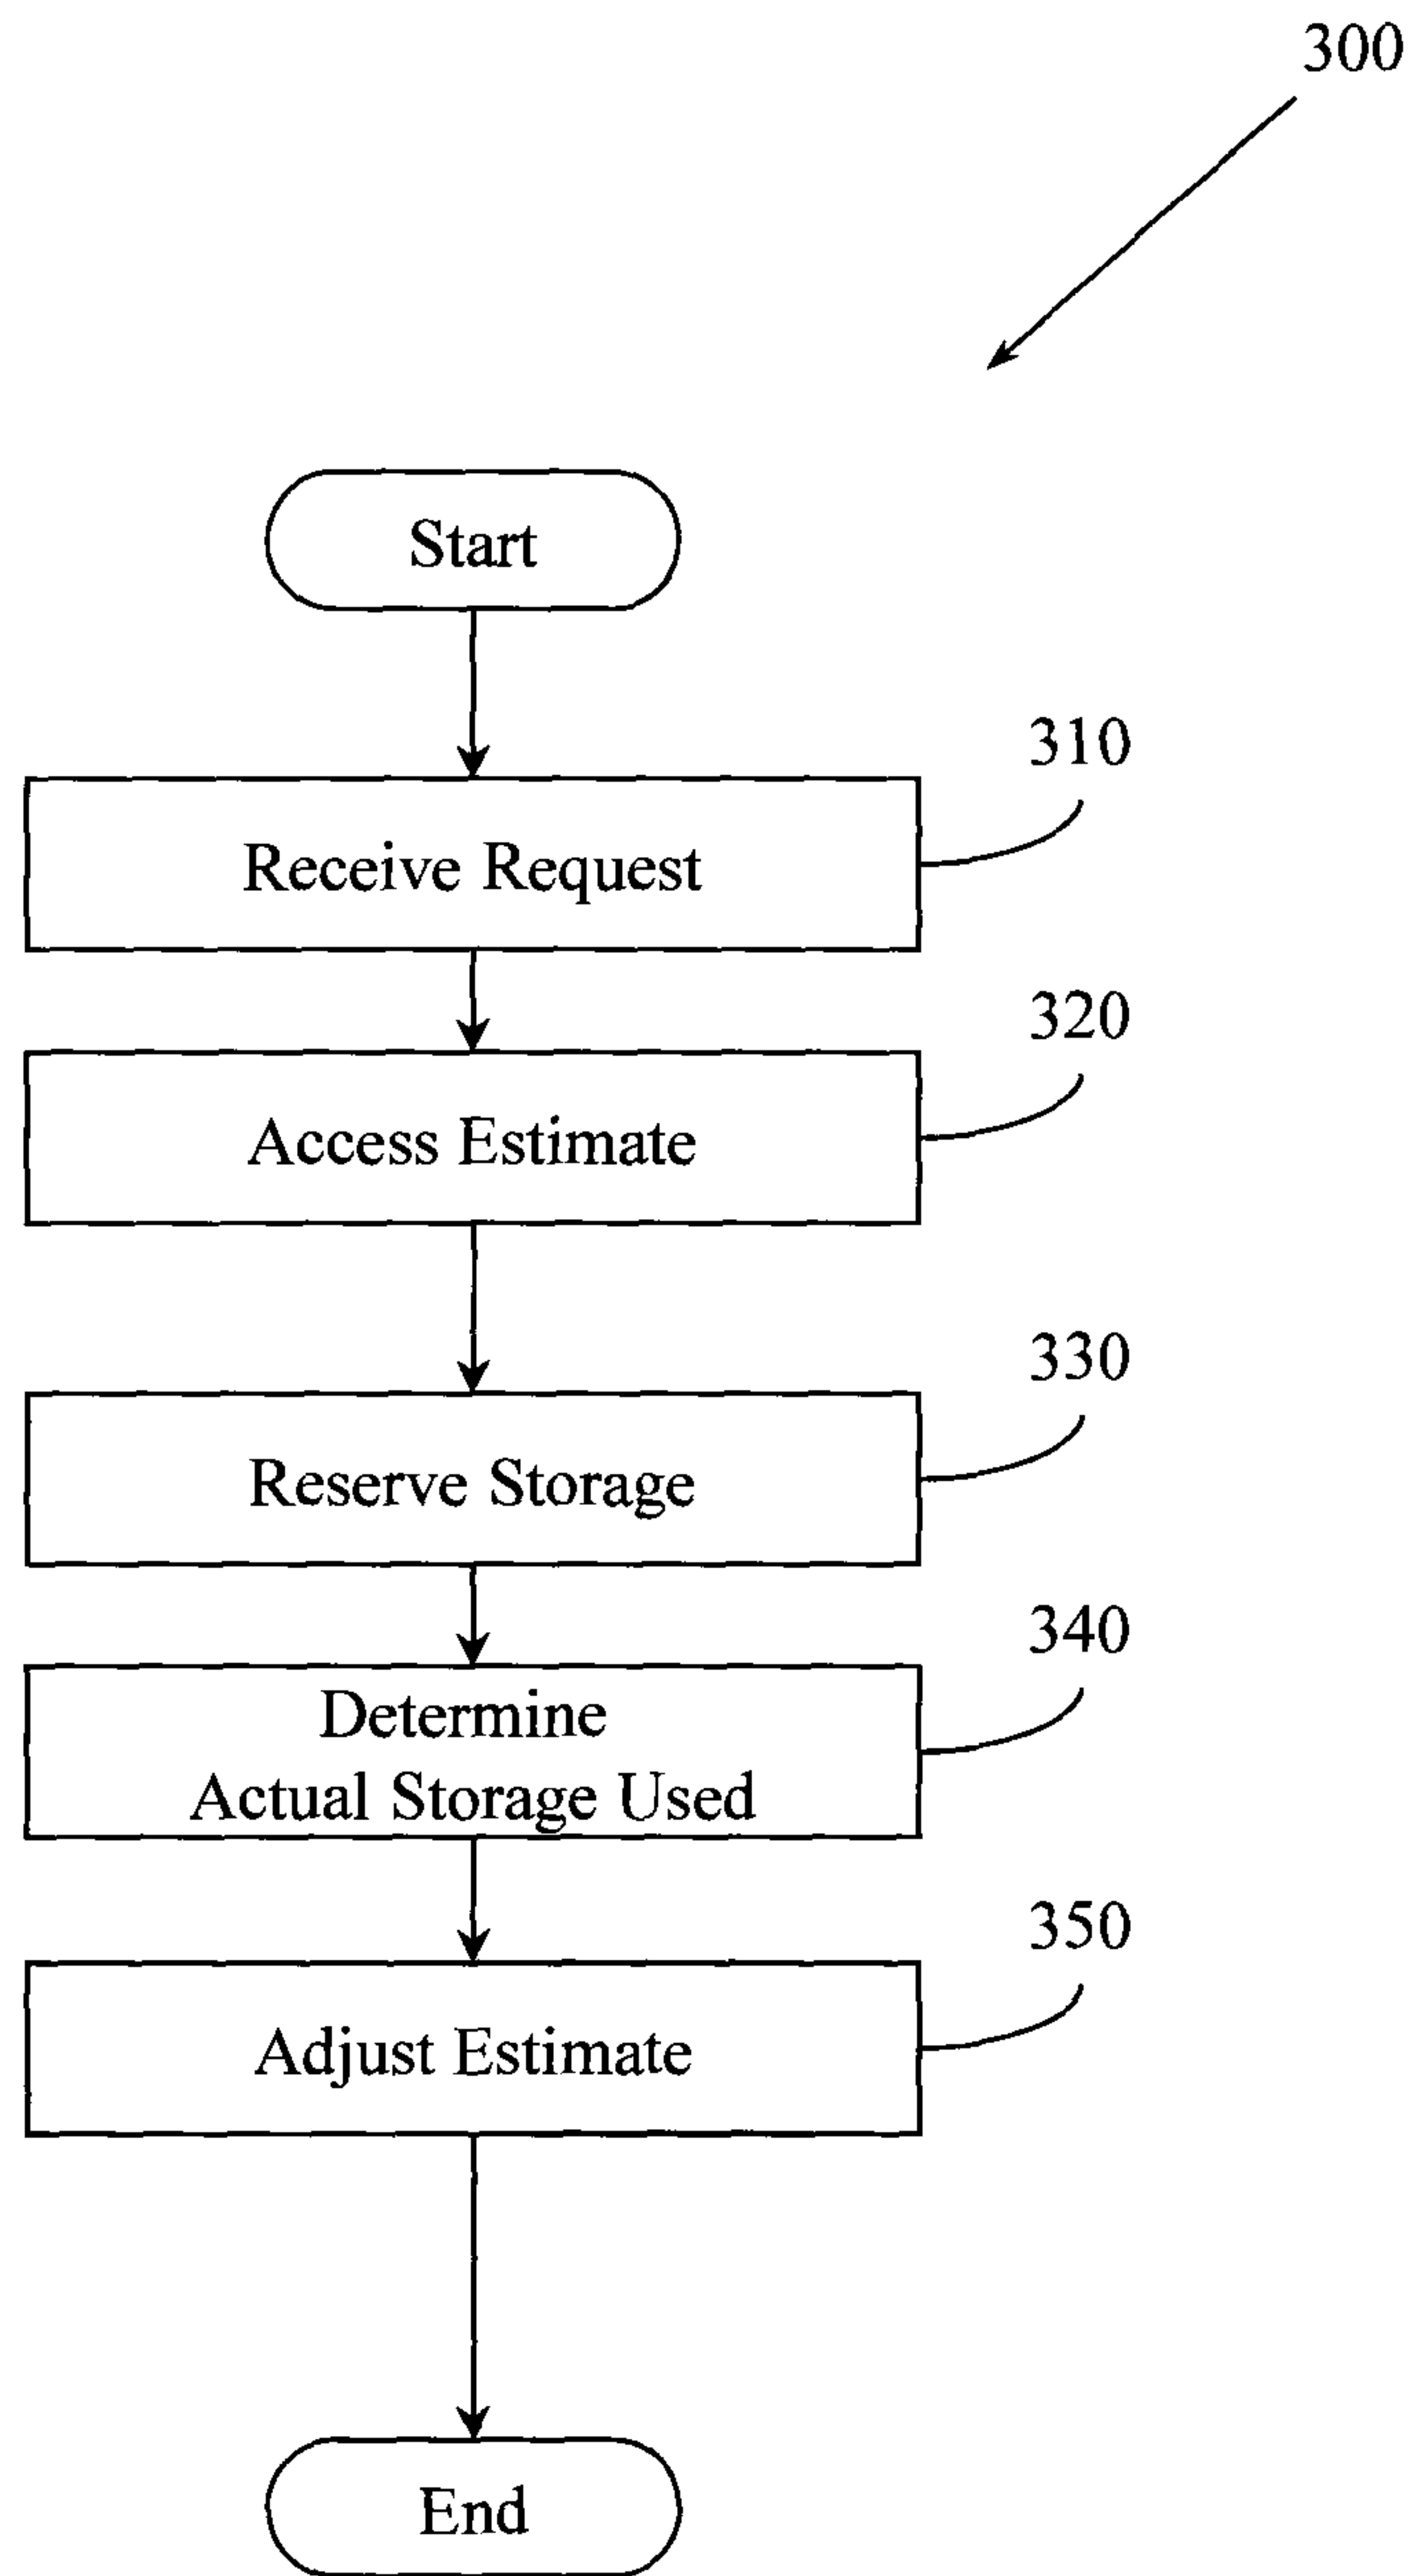 300
Start
310
Receive Request
320
Access Estimate
330
Reserve Storage
340
Determine
Actual Storage Used
350
Adjust Estimate
End